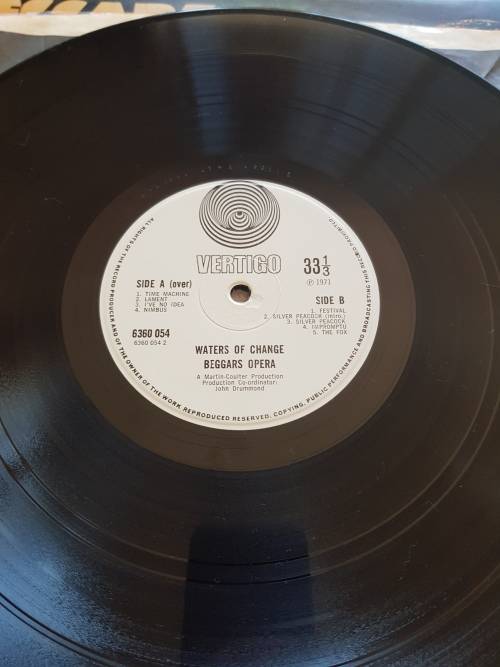 VERTIGO
33 1/3
Ⓟ 1971
SIDE A (over)
1. TIME MACHINE
2. LAMENT
3. I'VE NO IDEA
4. NIMBUS
SIDE B
1. FESTIVAL
2. SILVER PEACOCK (intro.)
3. SILVER PEACOCK
4. IMPROMPTU
5. THE FOX
6360 054
6360 054 2
WATERS OF CHANGE
BEGGARS OPERA
A Martin-Coulter Production
Production Co-ordinator:
John Drummond
ALL RIGHTS OF THE RECORD PRODUCER AND OF THE OWNER OF THE WORK REPRODUCED RESERVED. COPYING, PUBLIC PERFORMANCE AND BROADCASTING THIS RECORD PROHIBITED.